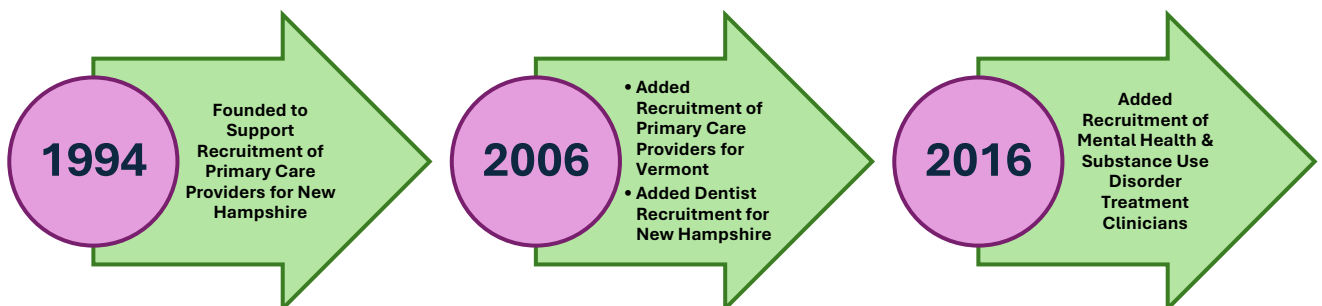 1994
Founded to
Support
Recruitment of
Primary Care
Providers for New
Hampshire
2006
• Added
Recruitment of
Primary Care
Providers for
Vermont
• Added Dentist
Recruitment for
New Hampshire
2016
Added
Recruitment of
Mental Health &
Substance Use
Disorder
Treatment
Clinicians